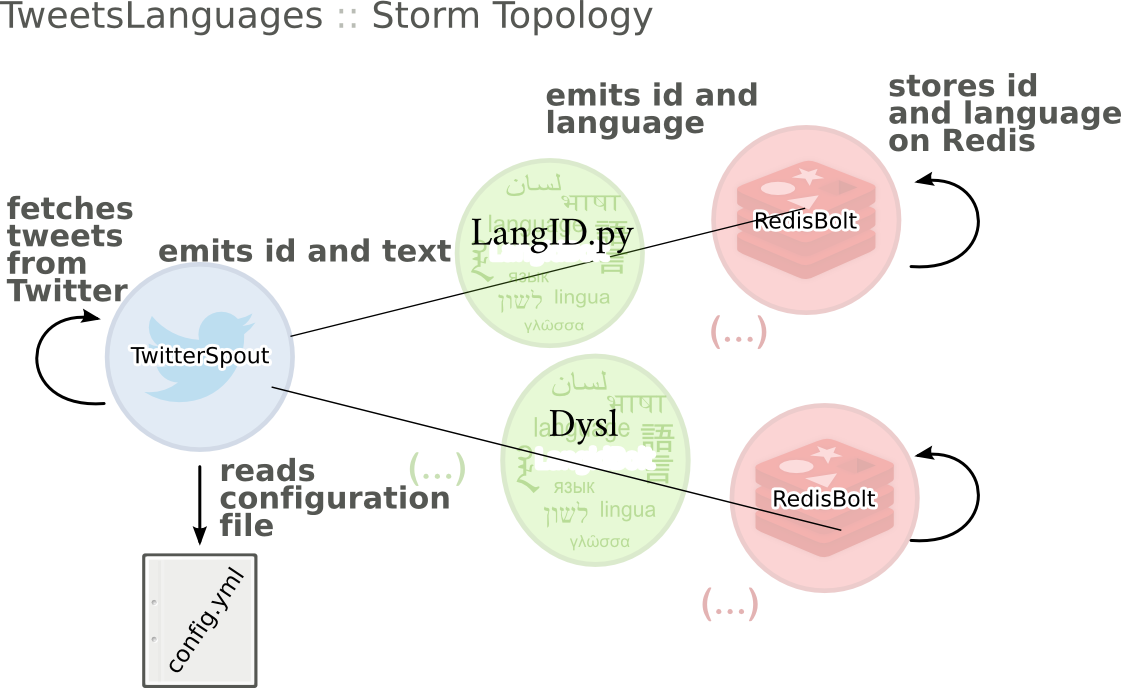 TweetsLanguages :: Storm Topology
emits id and
language
stores id
and language
on Redis
fetches
tweets
from
Twitter
emits id and text
TwitterSpout
لسان
भाषा
language
LangID.py
語
言
язык
לשון
lingua
γλῶσσα
RedisBolt
(...)
لسان
भाषा
language
Dysl
語
言
язык
לשון
lingua
γλῶσσα
(...)
RedisBolt
(...)
reads
configuration
file
config.yml